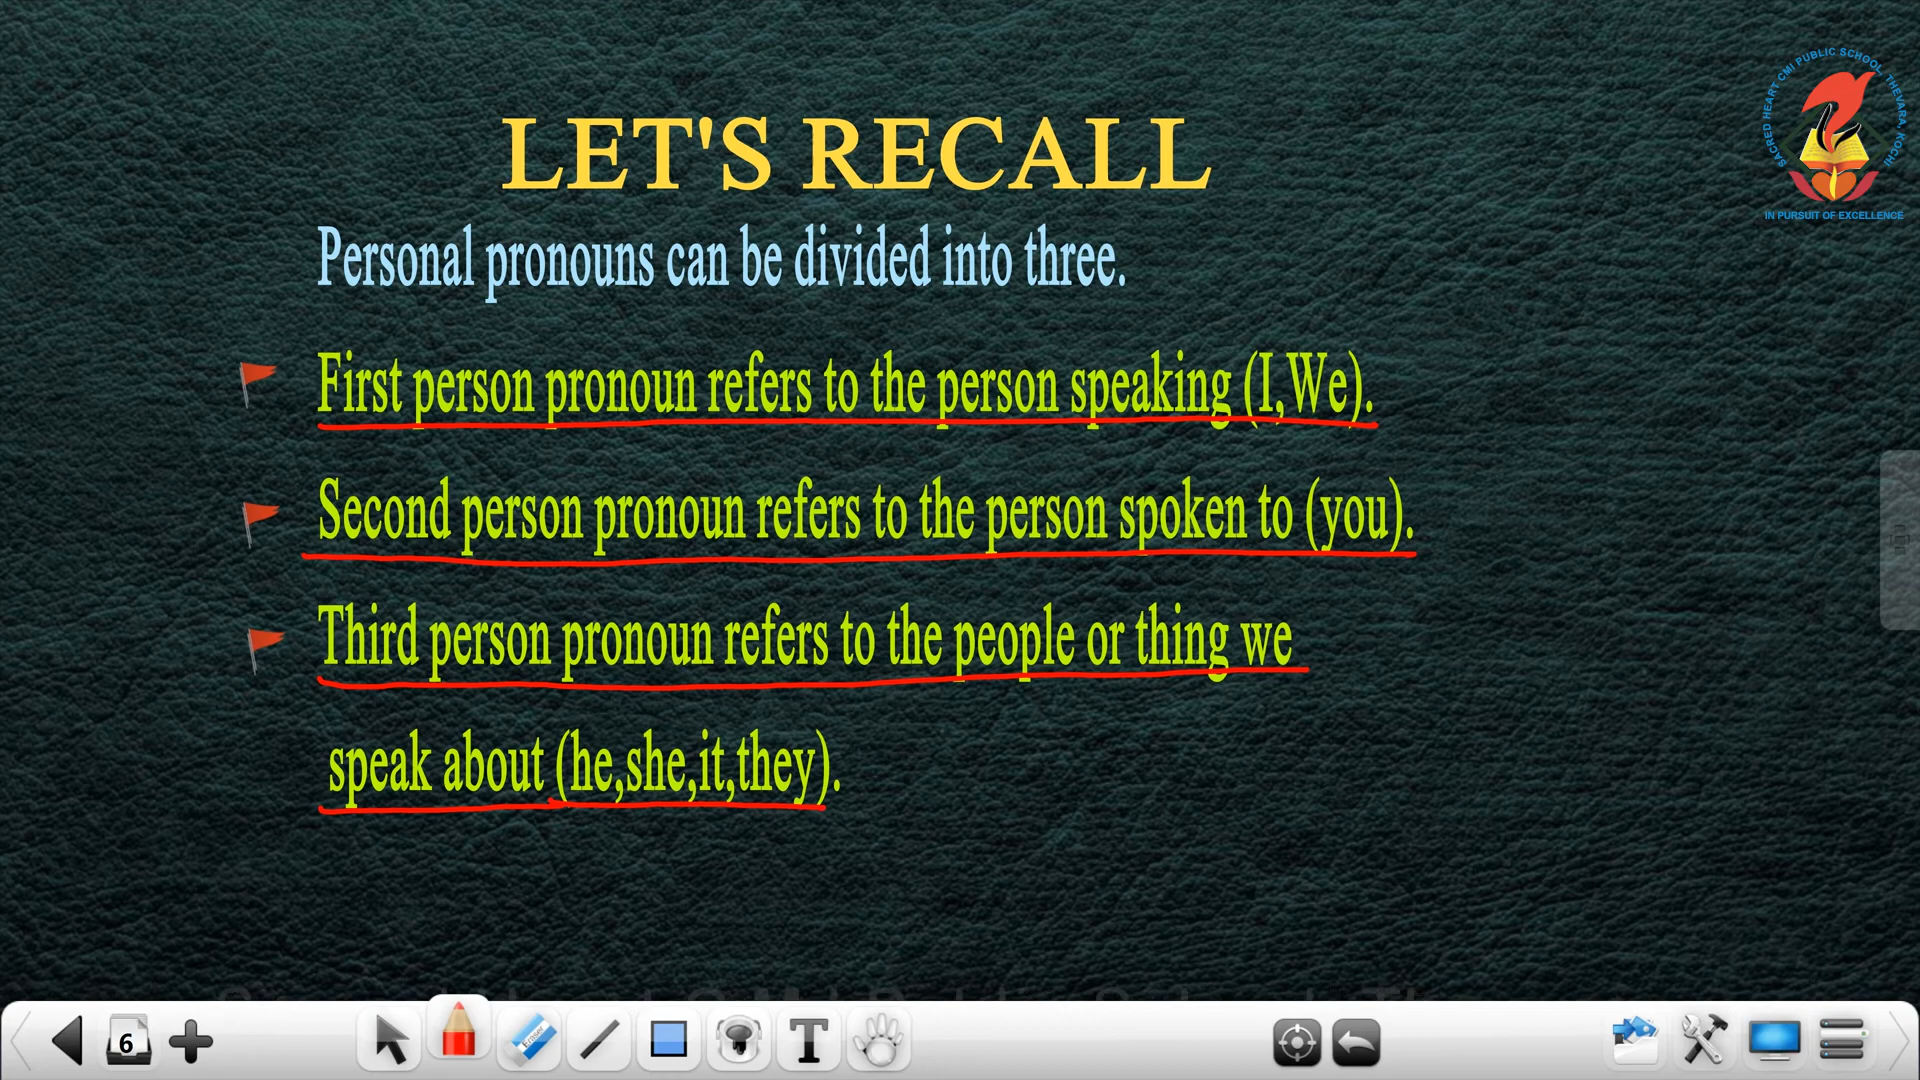 SACRED HEART CMI PUBLIC SCHOOL, THEVARA, KOCHI
IN PURSUIT OF EXCELLENCE
LET'S RECALL
Personal pronouns can be divided into three.
First person pronoun refers to the person speaking (I,We).
Second person pronoun refers to the person spoken to (you).
Third person pronoun refers to the people or thing we
speak about (he,she,it,they).
6
Eraser
T